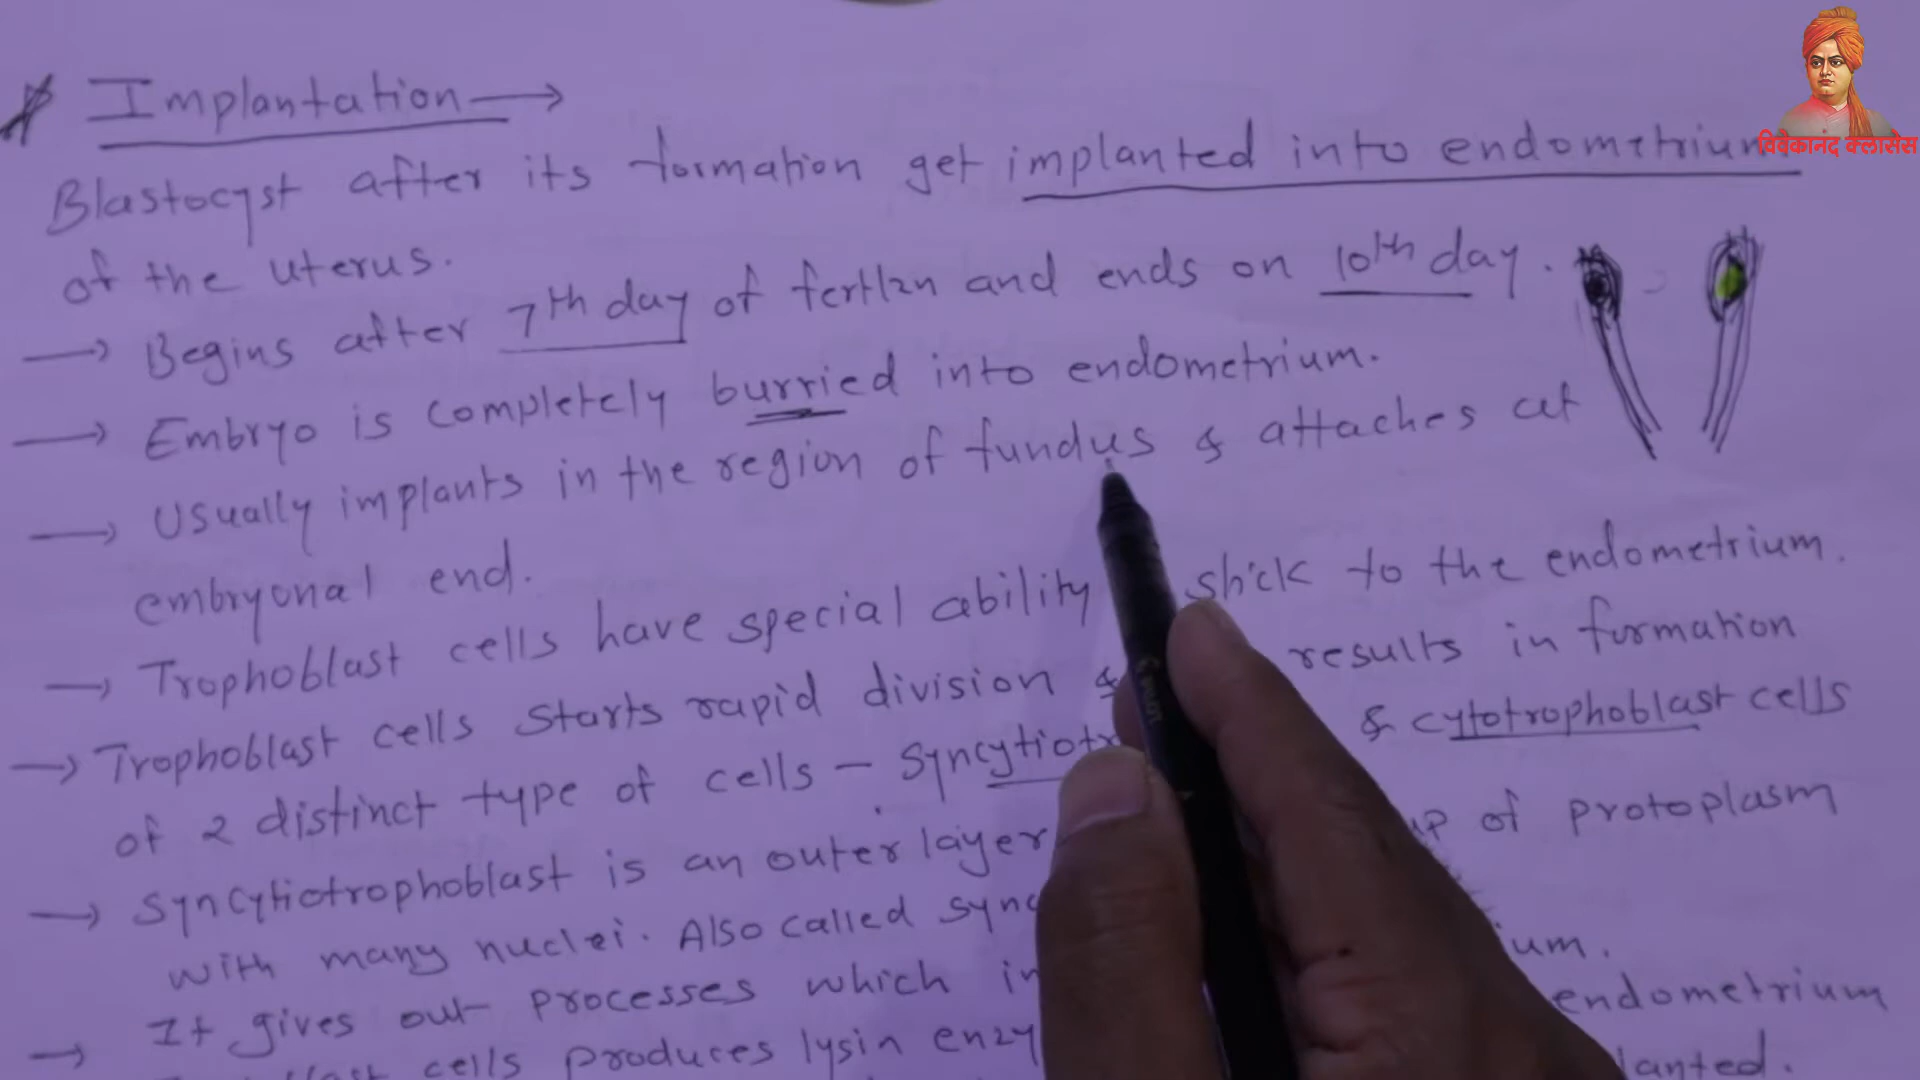 Implantation →
Blastocyst after its formation get implanted into endometrium
of the uterus.
→ Begins after 7th day of fertlzn and ends on 10th day.
→ Embryo is completely burried into endometrium.
→ Usually implants in the region of fundus & attaches at
embryonal end.
→ Trophoblast cells have special ability stick to the endometrium.
→ Trophoblast cells starts rapid division & results in formation
of 2 distinct type of cells - & cytotrophoblast cells
→ Syncytiotrophoblast is an outer layer of protoplasm
with many nuclei. Also called
→ It gives out processes which endometrium
cells produces lysin
विवेकानंद क्लासेस